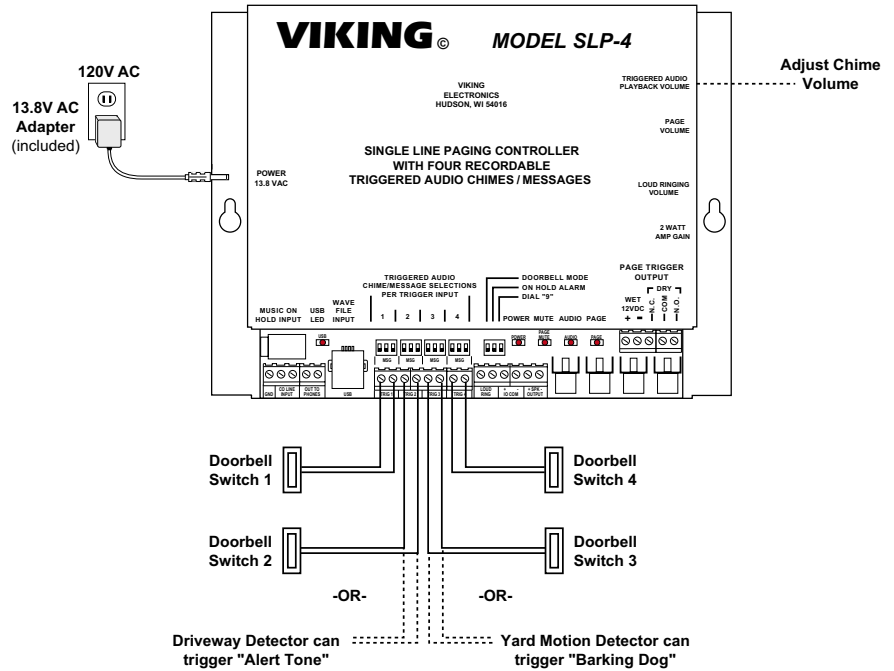 VIKING © MODEL SLP-4
120V AC
13.8V AC
Adapter
(included)
VIKING
ELECTRONICS
HUDSON, WI 54016
TRIGGERED AUDIO
PLAYBACK VOLUME
Adjust Chime
Volume
PAGE
VOLUME
SINGLE LINE PAGING CONTROLLER
WITH FOUR RECORDABLE
TRIGGERED AUDIO CHIMES / MESSAGES
POWER
13.8 VAC
LOUD RINGING
VOLUME
2 WATT
AMP GAIN
PAGE TRIGGER
OUTPUT
DRY
WET
12VDC
+ -
N.C.
COM
N.O.
TRIGGERED AUDIO
CHIME/MESSAGE SELECTIONS
PER TRIGGER INPUT
1 2 3 4
DOORBELL MODE
ON HOLD ALARM
DIAL "9"
MUSIC ON
HOLD INPUT
USB
LED
WAVE
FILE
INPUT
POWER MUTE AUDIO PAGE
USB
POWER
PAGE
MUTE
AUDIO
PAGE
MSG MSG MSG MSG
GND
CO LINE
INPUT
OUT TO
PHONES
USB
TRIG 1 TRIG 2 TRIG 3 TRIG 4
LOUD
RING
+ -
IO COM
+ SPK -
OUTPUT
Doorbell
Switch 1
Doorbell
Switch 4
Doorbell
Switch 2
Doorbell
Switch 3
-OR- -OR-
Driveway Detector can
trigger "Alert Tone"
Yard Motion Detector can
trigger "Barking Dog"